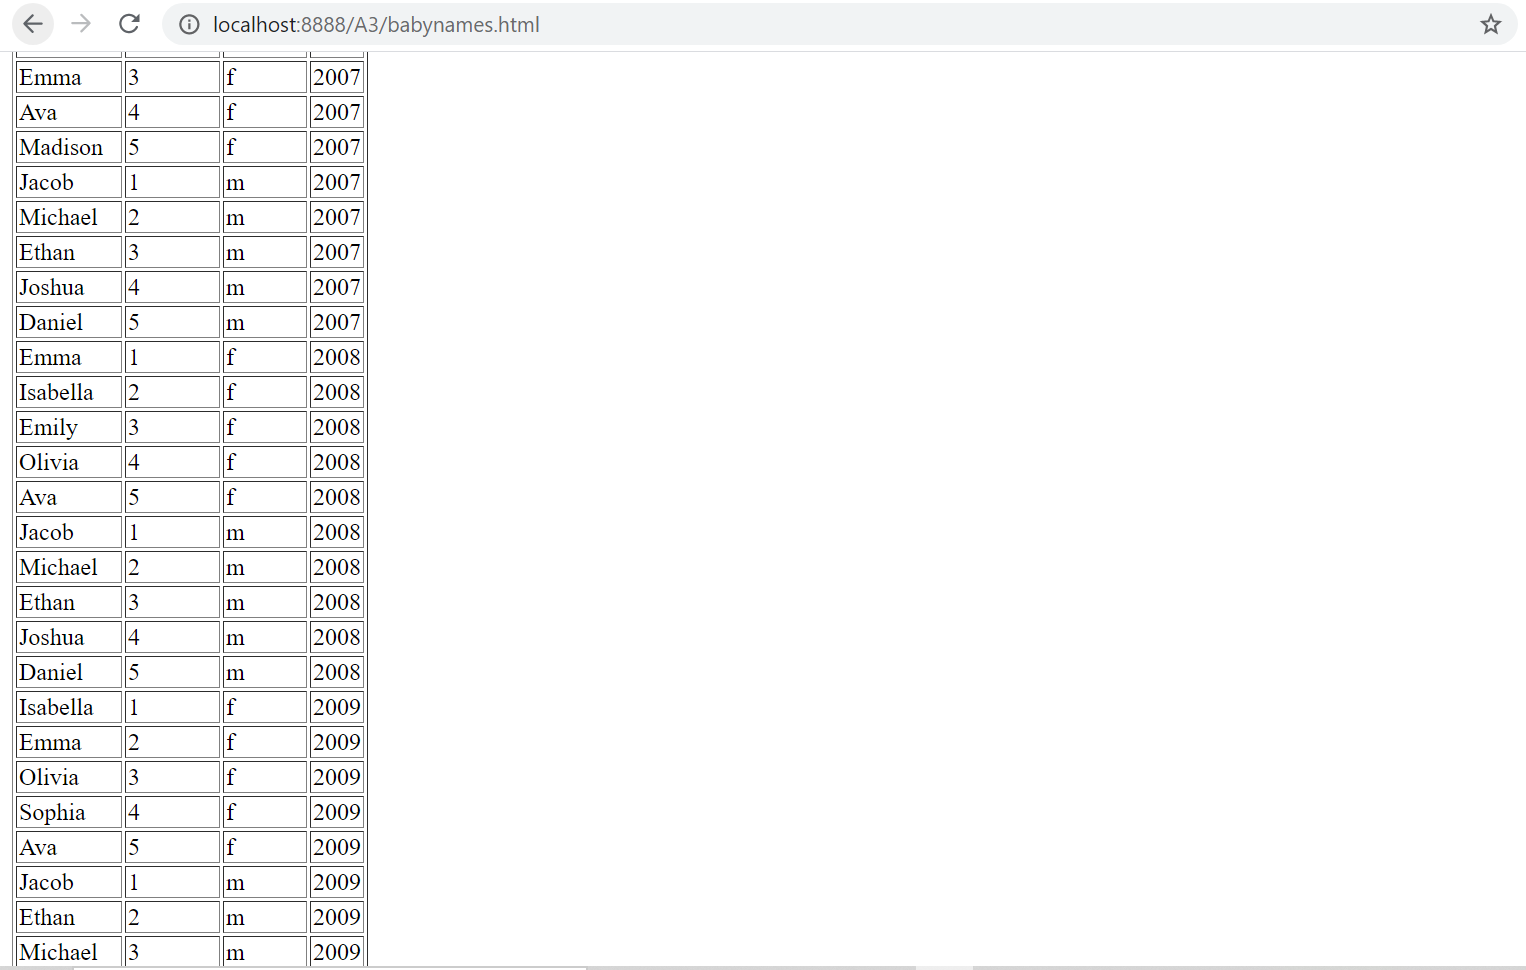 localhost:8888/A3/babynames.html
Emma 3 f 2007
Ava 4 f 2007
Madison 5 f 2007
Jacob 1 m 2007
Michael 2 m 2007
Ethan 3 m 2007
Joshua 4 m 2007
Daniel 5 m 2007
Emma 1 f 2008
Isabella 2 f 2008
Emily 3 f 2008
Olivia 4 f 2008
Ava 5 f 2008
Jacob 1 m 2008
Michael 2 m 2008
Ethan 3 m 2008
Joshua 4 m 2008
Daniel 5 m 2008
Isabella 1 f 2009
Emma 2 f 2009
Olivia 3 f 2009
Sophia 4 f 2009
Ava 5 f 2009
Jacob 1 m 2009
Ethan 2 m 2009
Michael 3 m 2009